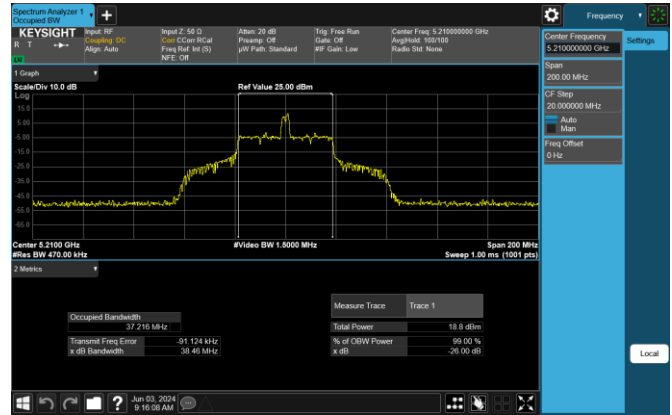 Spectrum Analyzer 1
Occupied BW
KEYSIGHT
R T
Input: RF
Coupling: DC
Align: Auto
Input Z: 50 Ω
Corr CCorr RCal
Freq Ref: Int (S)
NFE: Off
Atten: 20 dB
Preamp: Off
µW Path: Standard
Trig: Free Run
Gate: Off
#IF Gain: Low
Center Freq: 5.210000000 GHz
Avg|Hold: 100/100
Radio Std: None
1 Graph
Scale/Div 10.0 dB
Ref Value 25.00 dBm
Log
15.0
5.00
-5.00
-15.0
-25.0
-35.0
-45.0
-55.0
-65.0
Center 5.2100 GHz
#Video BW 1.5000 MHz
Span 200 MHz
#Res BW 470.00 kHz
Sweep 1.00 ms (1001 pts)
2 Metrics
Measure Trace
Trace 1
Occupied Bandwidth
37.216 MHz
Total Power
18.8 dBm
Transmit Freq Error
-91.124 kHz
% of OBW Power
99.00 %
x dB Bandwidth
38.46 MHz
x dB
-26.00 dB
Jun 03, 2024
9:16:08 AM
Frequency
Settings
Center Frequency
5.210000000 GHz
Span
200.00 MHz
CF Step
20.000000 MHz
Auto
Man
Freq Offset
0 Hz
Local